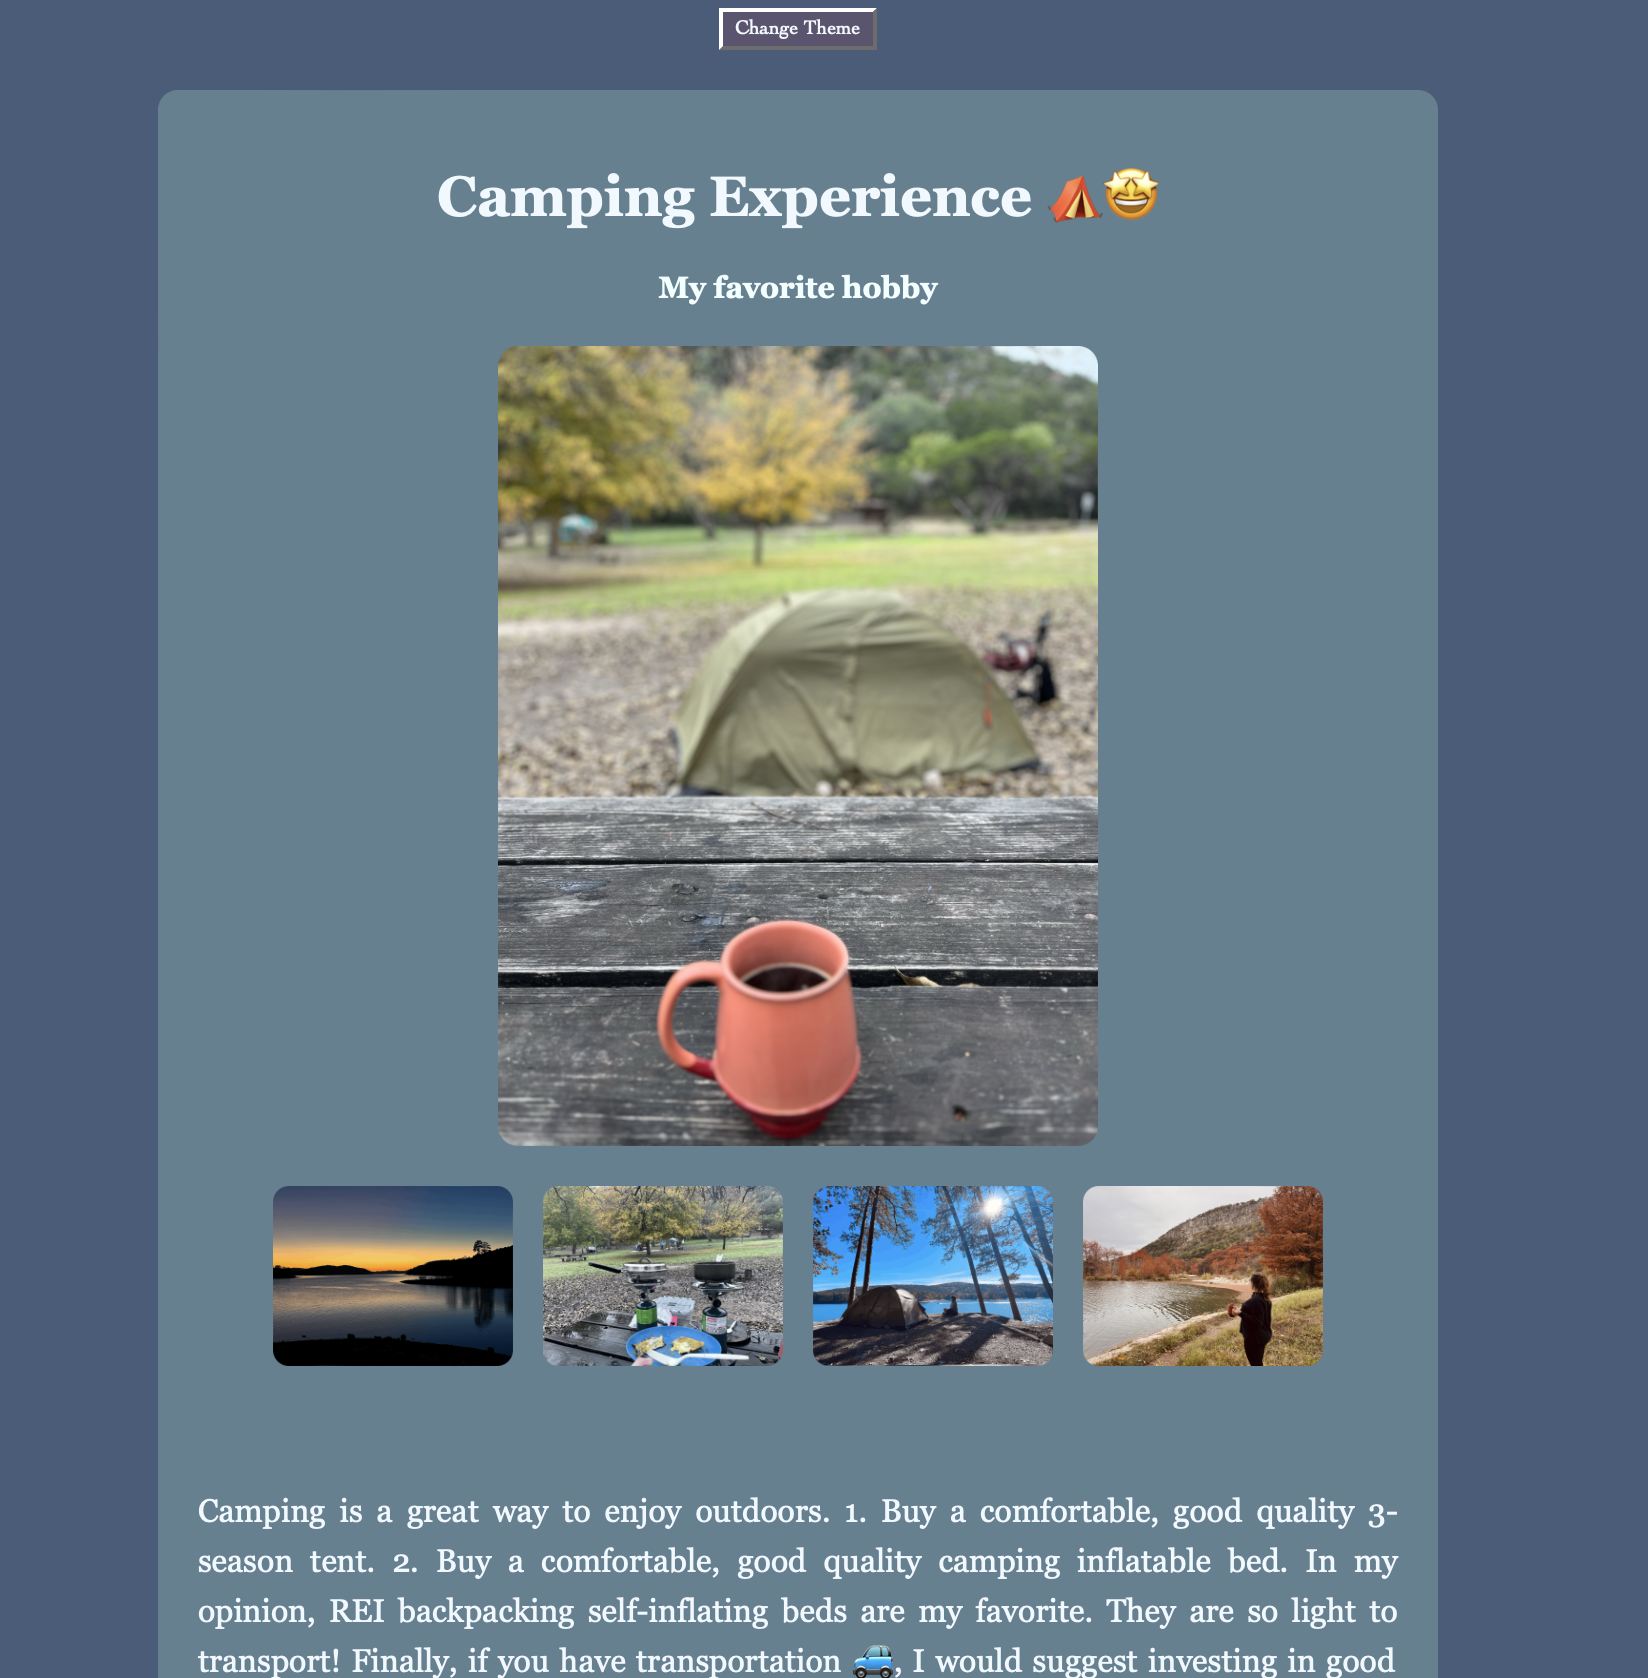 Change Theme
Camping Experience ⛺🤩
My favorite hobby
Camping is a great way to enjoy outdoors. 1. Buy a comfortable, good quality 3-
season tent. 2. Buy a comfortable, good quality camping inflatable bed. In my
opinion, REI backpacking self-inflating beds are my favorite. They are so light to
transport! Finally, if you have transportation 🚙, I would suggest investing in good